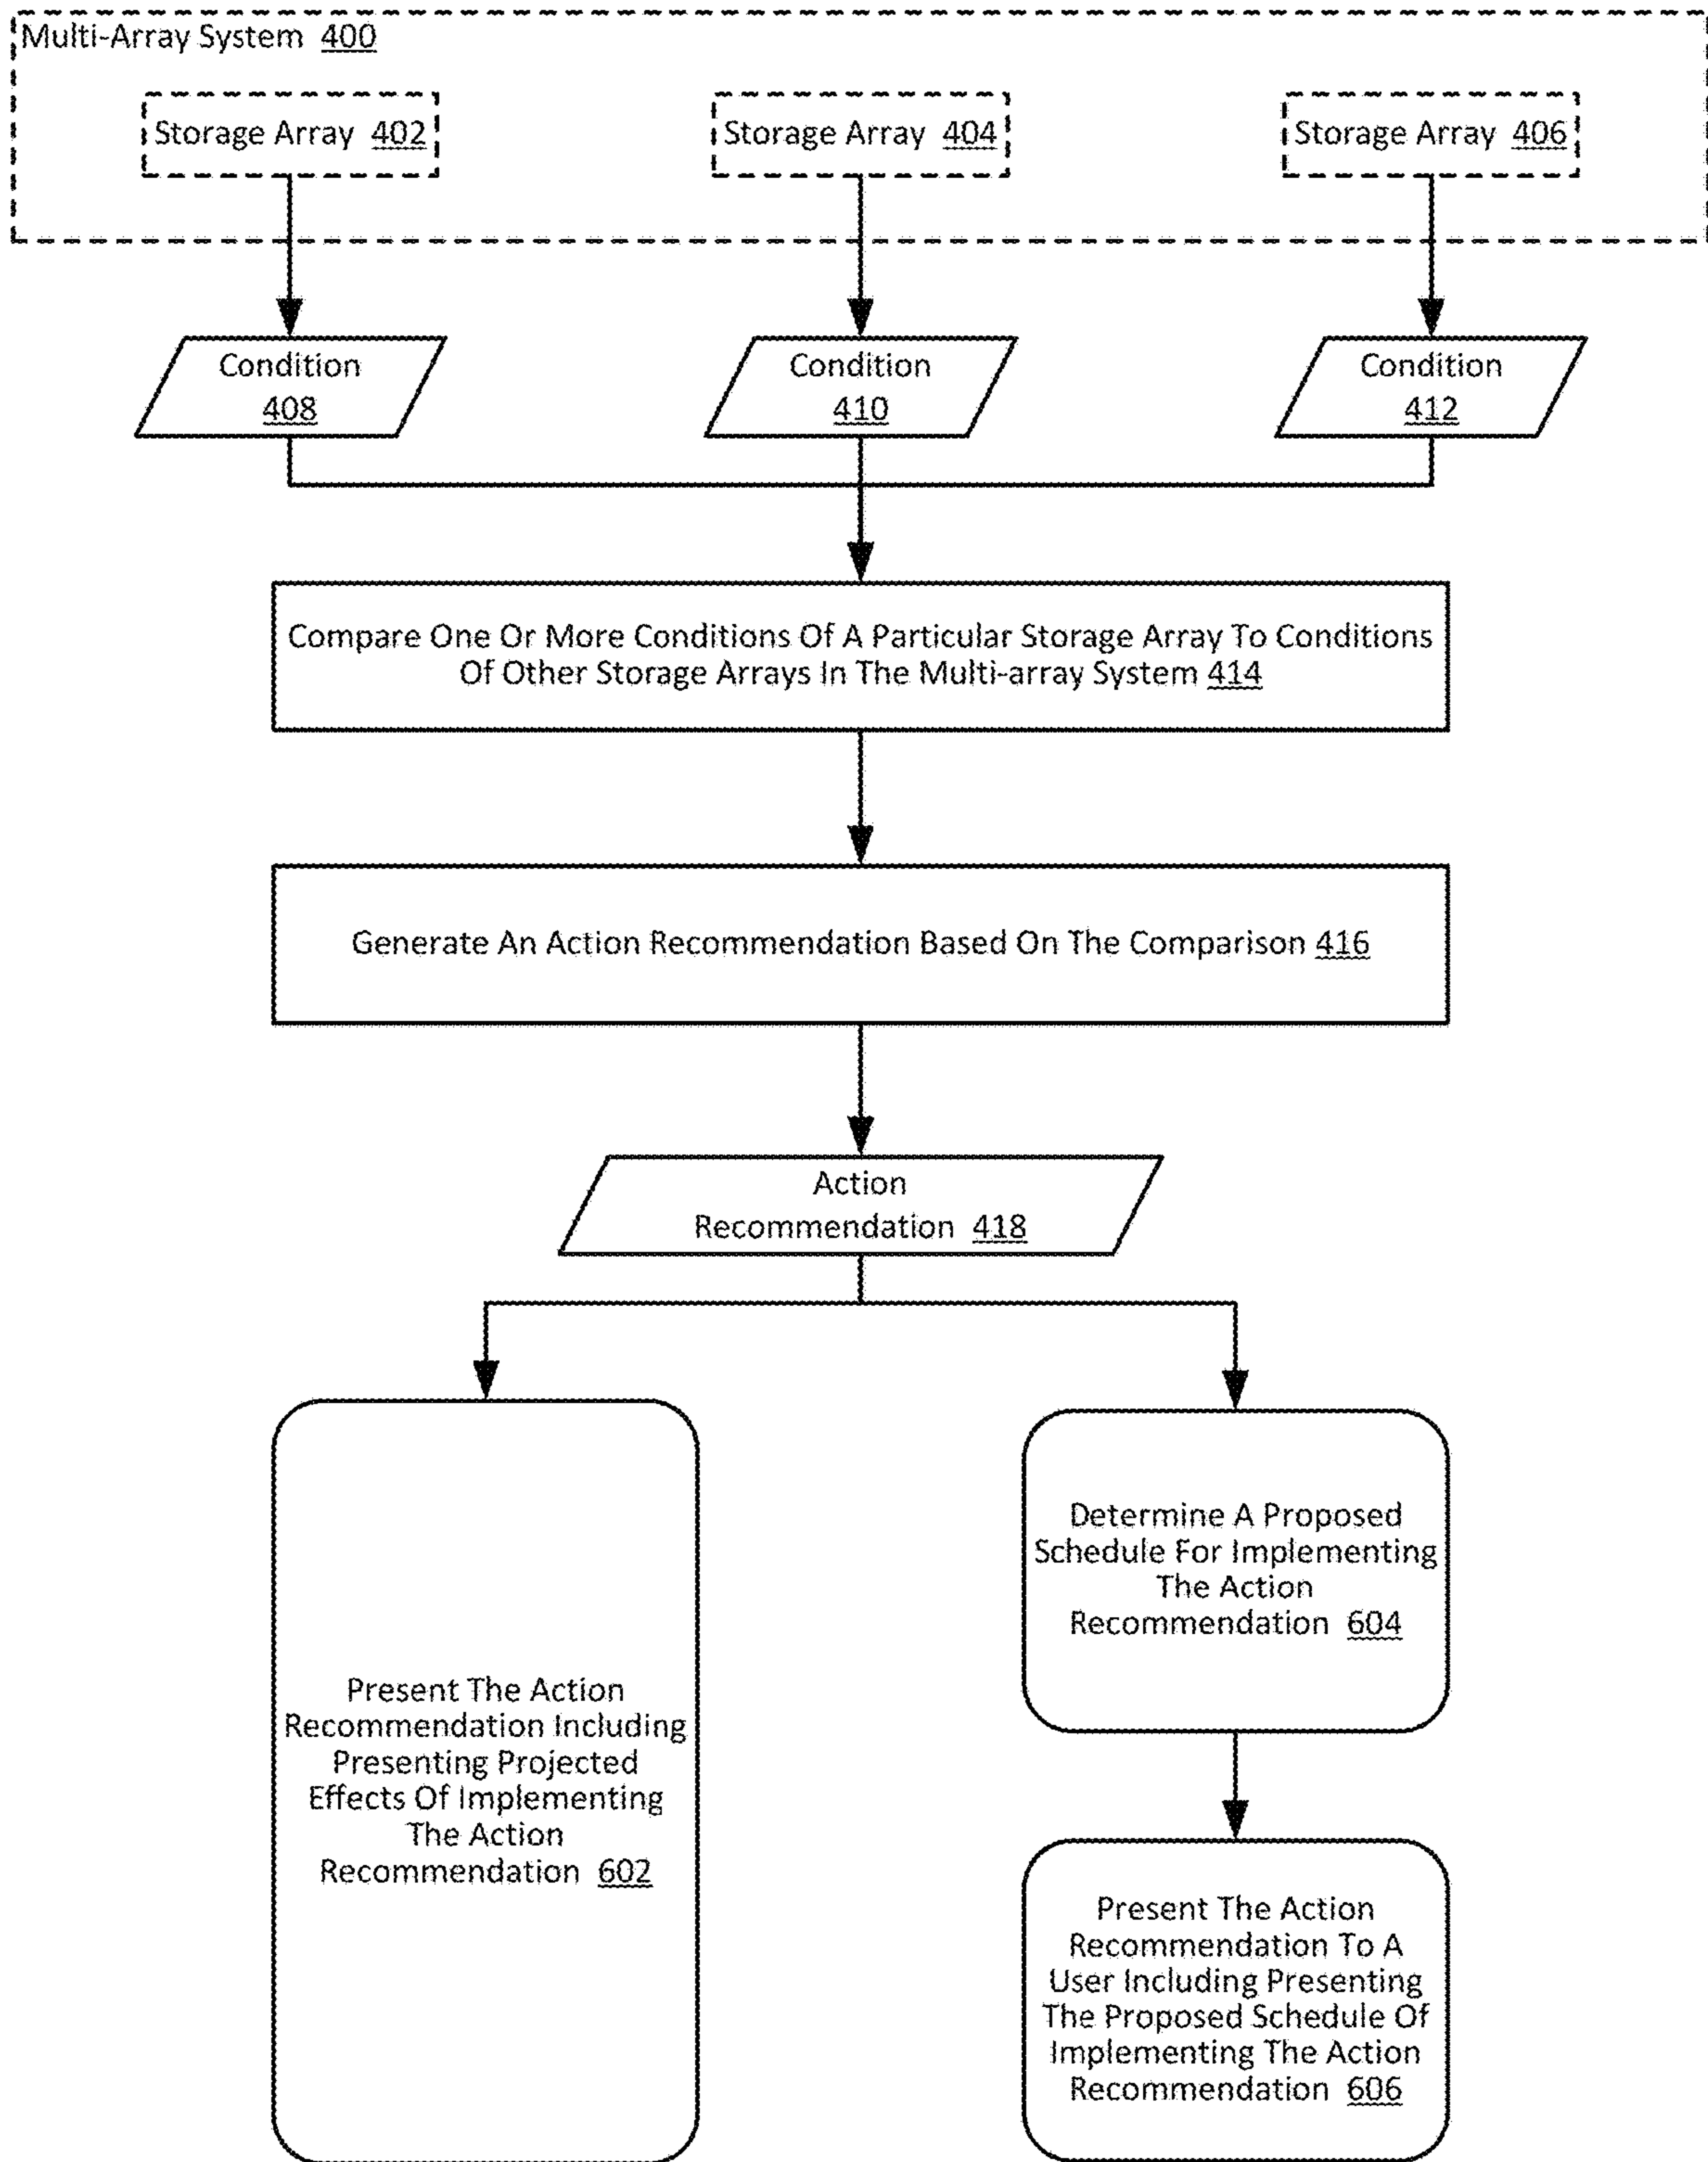 Multi-Array System 400
Storage Array 402
Storage Array 404
Storage Array 406
Condition
408
Condition
410
Condition
412
Compare One Or More Conditions Of A Particular Storage Array To Conditions
Of Other Storage Arrays In The Multi-array System 414
Generate An Action Recommendation Based On The Comparison 416
Action
Recommendation 418
Present The Action
Recommendation Including
Presenting Projected
Effects Of Implementing
The Action
Recommendation 602
Determine A Proposed
Schedule For Implementing
The Action
Recommendation 604
Present The Action
Recommendation To A
User Including Presenting
The Proposed Schedule Of
Implementing The Action
Recommendation 606